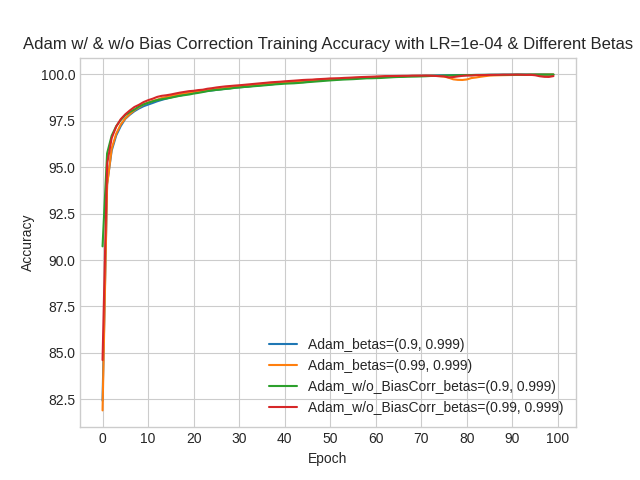 Adam w/ & w/o Bias Correction Training Accuracy with LR=1e-04 & Different Betas
100.0
97.5
95.0
92.5
90.0
87.5
85.0
82.5
Accuracy
Adam_betas=(0.9, 0.999)
Adam_betas=(0.99, 0.999)
Adam_w/o_BiasCorr_betas=(0.9, 0.999)
Adam_w/o_BiasCorr_betas=(0.99, 0.999)
0 10 20 30 40 50 60 70 80 90 100
Epoch